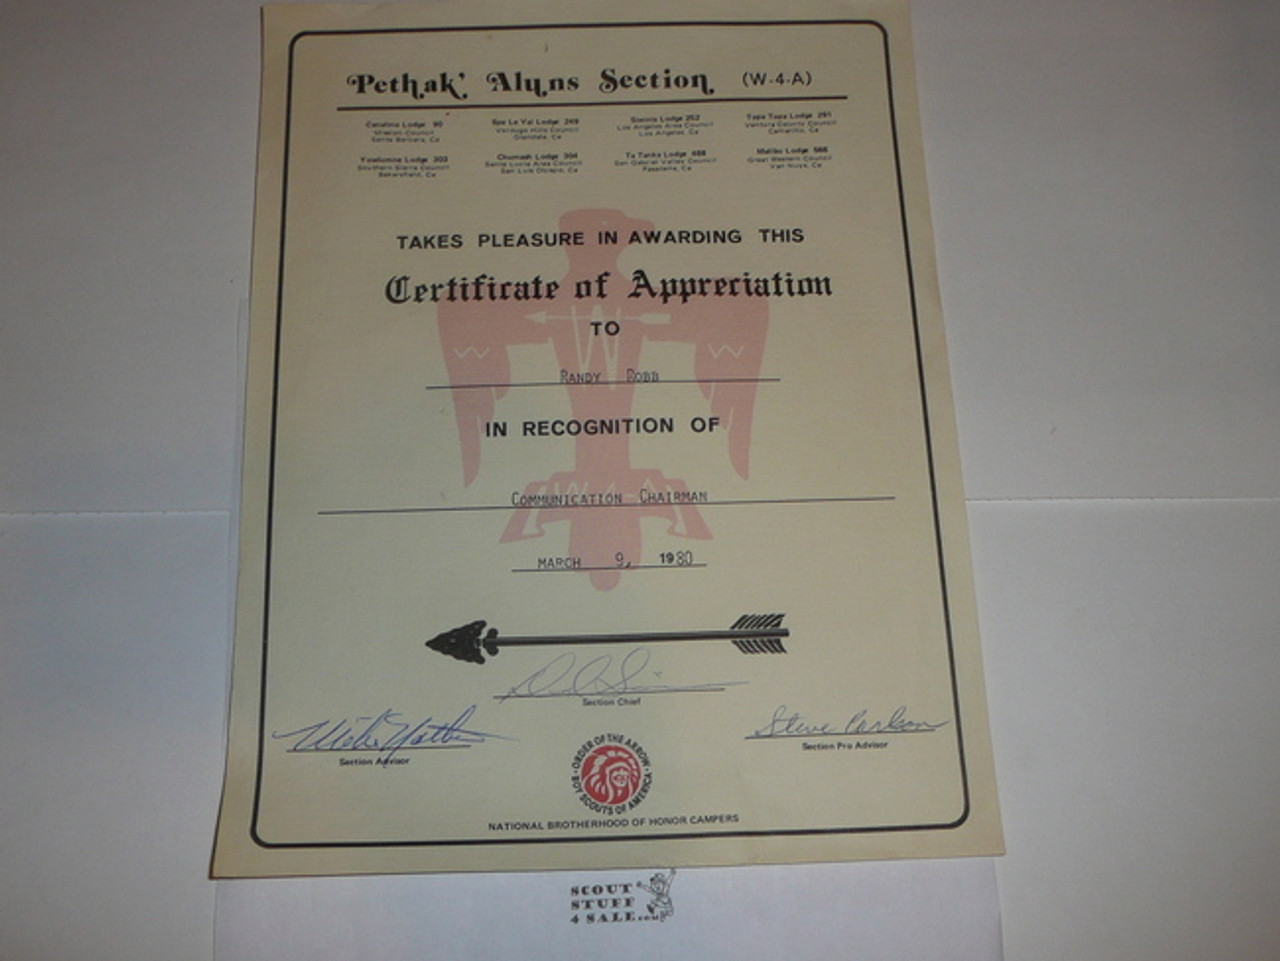 Pethak' Aluns Section (W-4-A)
Catalina Lodge 90
Mission Council
Santa Barbara, Ca
Spe Le Yai Lodge 249
Verdugo Hills Council
Glendale, Ca
Siwinis Lodge 252
Los Angeles Area Council
Los Angeles, Ca
Topa Topa Lodge 291
Ventura County Council
Camarillo, Ca
Yowlumne Lodge 303
Southern Sierra Council
Bakersfield, Ca
Chumash Lodge 304
Santa Lucia Area Council
San Luis Obispo, Ca
Ta Tanka Lodge 488
San Gabriel Valley Council
Pasadena, Ca
Malibu Lodge 566
Great Western Council
Van Nuys, Ca
TAKES PLEASURE IN AWARDING THIS
Certificate of Appreciation
TO
W
RANDY ROBB
IN RECOGNITION OF
W-4-A
COMMUNICATION CHAIRMAN
MARCH 9, 1980
Section Chief
Steve Carlson
Section Advisor
Section Pro Advisor
ORDER OF THE ARROW
BOY SCOUTS OF AMERICA
NATIONAL BROTHERHOOD OF HONOR CAMPERS
SCOUT
STUFF
4 SALE.com